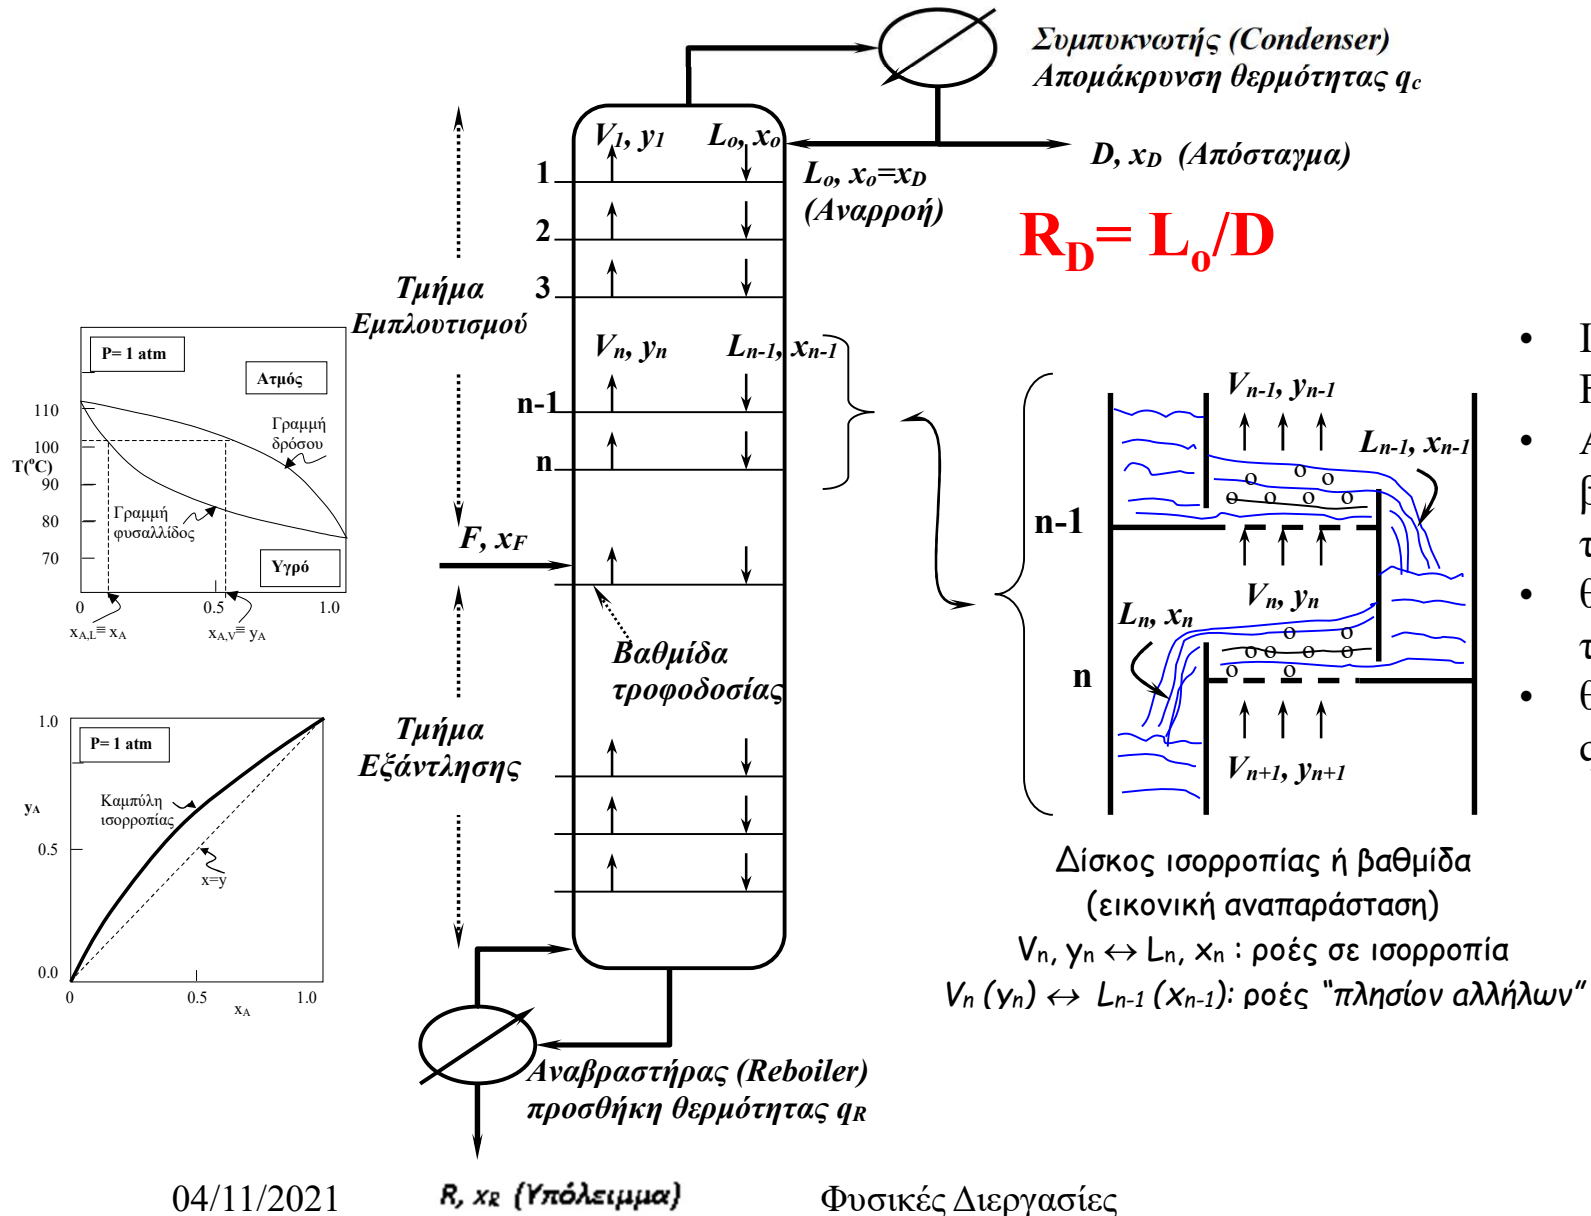 Συμπυκνωτής (Condenser)
Απομάκρυνση θερμότητας qc
V1, y1
Lo, xo
D, xD (Απόσταγμα)
Lo, xo=xD
(Αναρροή)
RD= Lo/D
1
2
3
Τμήμα
Εμπλουτισμού
Vn, yn
Ln-1, xn-1
n-1
n
F, xF
Βαθμίδα
τροφοδοσίας
Τμήμα
Εξάντλησης
Αναβραστήρας (Reboiler)
προσθήκη θερμότητας qR
R, xR (Υπόλειμμα)
P= 1 atm
Ατμός
Γραμμή
δρόσου
110
100
T(°C)
90
80
70
Γραμμή
φυσαλλίδος
Υγρό
0
0.5
1.0
xA,L≡ xA
xA,V≡ yA
1.0
P= 1 atm
Καμπύλη
ισορροπίας
yA
0.5
x=y
0.0
0
0.5
1.0
xA
Vn-1, yn-1
Ln-1, xn-1
n-1
Vn, yn
Ln, xn
n
Vn+1, yn+1
Δίσκος ισορροπίας ή βαθμίδα
(εικονική αναπαράσταση)
Vn, yn ↔ Ln, xn : ροές σε ισορροπία
Vn (yn) ↔ Ln-1 (xn-1): ροές "πλησίον αλλήλων"
04/11/2021
Φυσικές Διεργασίες